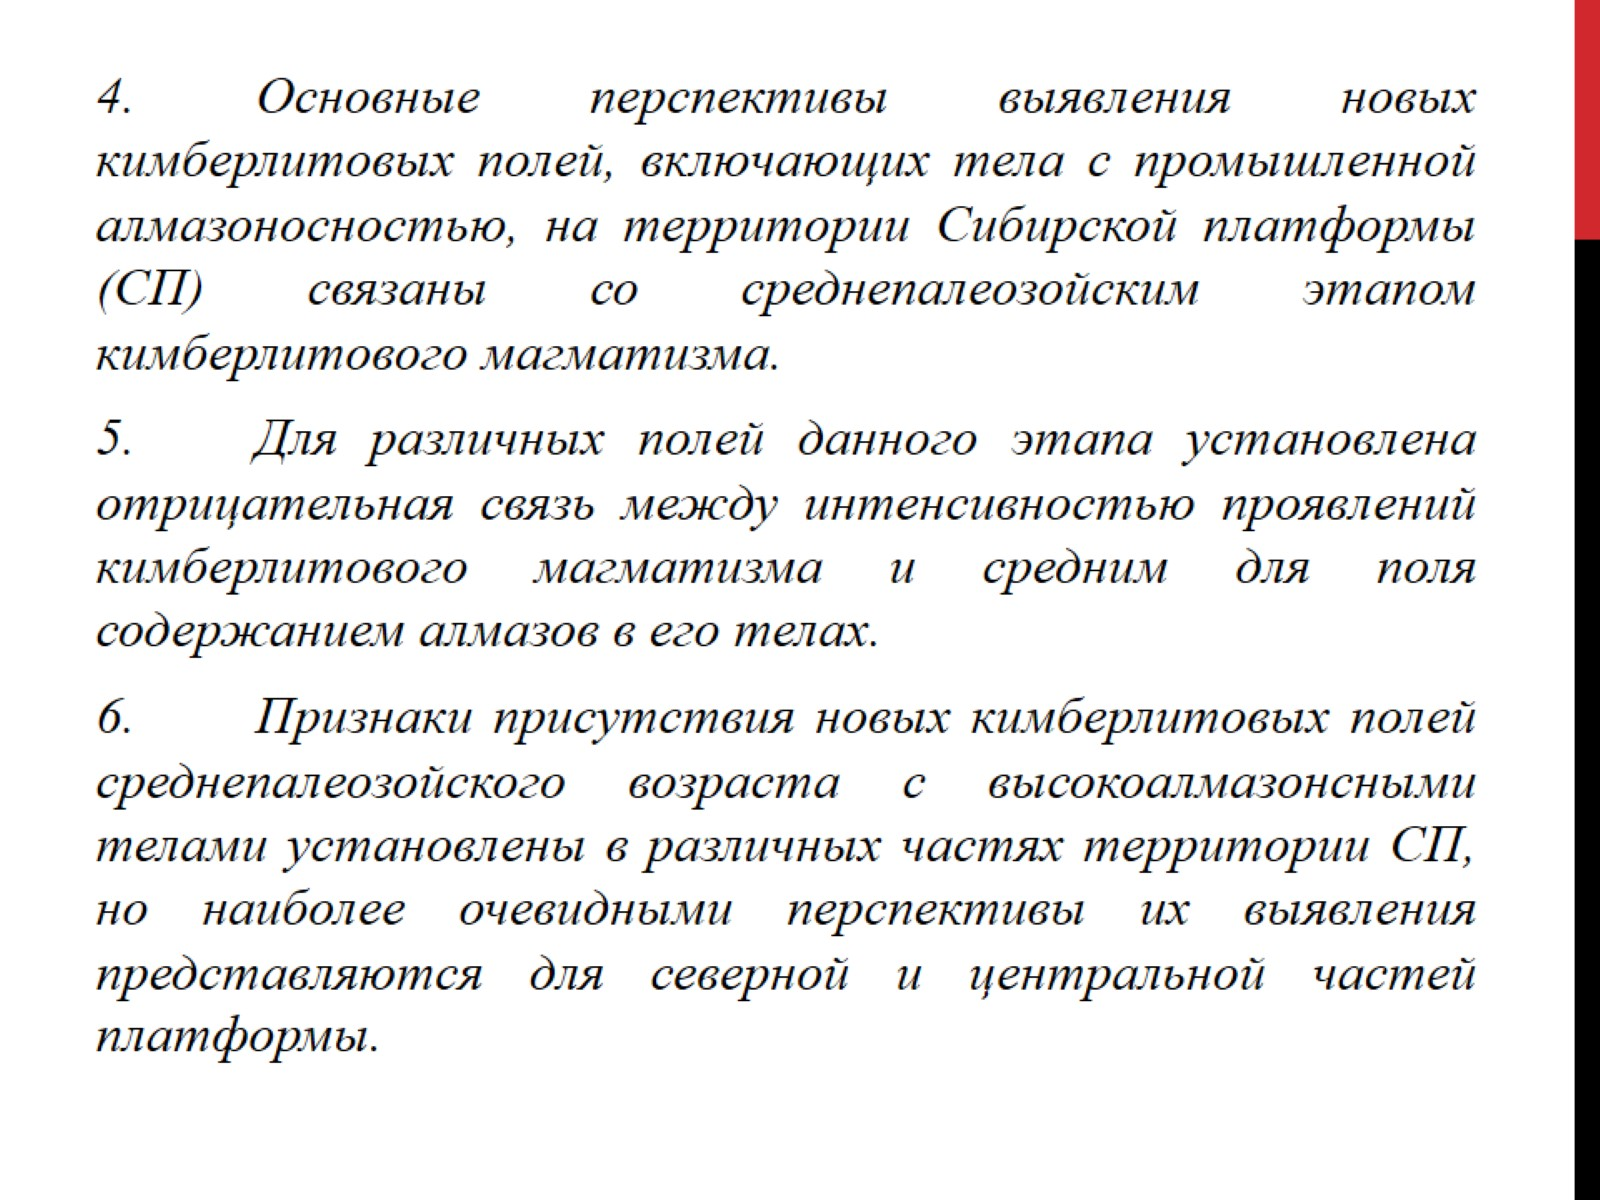 4. Основные перспективы выявления новых
кимберлитовых полей, включающих тела с промышленной
алмазоносностью, на территории Сибирской платформы
(СП) связаны со среднепалеозойским этапом
кимберлитового магматизма.
5. Для различных полей данного этапа установлена
отрицательная связь между интенсивностью проявлений
кимберлитового магматизма и средним для поля
содержанием алмазов в его телах.
6. Признаки присутствия новых кимберлитовых полей
среднепалеозойского возраста с высокоалмазонсными
телами установлены в различных частях территории СП,
но наиболее очевидными перспективы их выявления
представляются для северной и центральной частей
платформы.